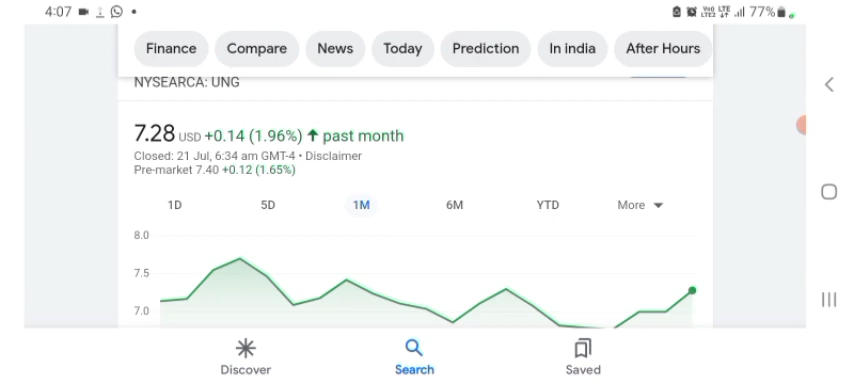 4:07 77%
Finance Compare News Today Prediction In india After Hours
NYSEARCA: UNG
7.28 USD +0.14 (1.96%) ↑ past month
Closed: 21 Jul, 6:34 am GMT-4 • Disclaimer
Pre-market 7.40 +0.12 (1.65%)
1D 5D 1M 6M YTD More
8.0
7.5
7.0
Discover Search Saved